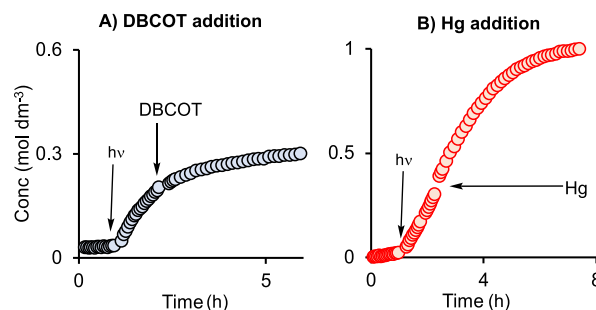 A) DBCOT addition
B) Hg addition
Conc (mol dm-3)
0.6
0.3
0
hν
DBCOT
0
5
Time (h)
1
0.5
0
hν
Hg
0
4
8
Time (h)